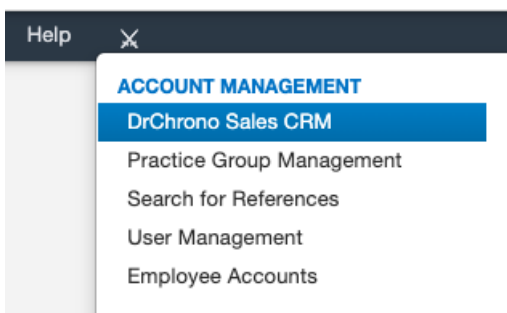 Help
ACCOUNT MANAGEMENT
DrChrono Sales CRM
Practice Group Management
Search for References
User Management
Employee Accounts